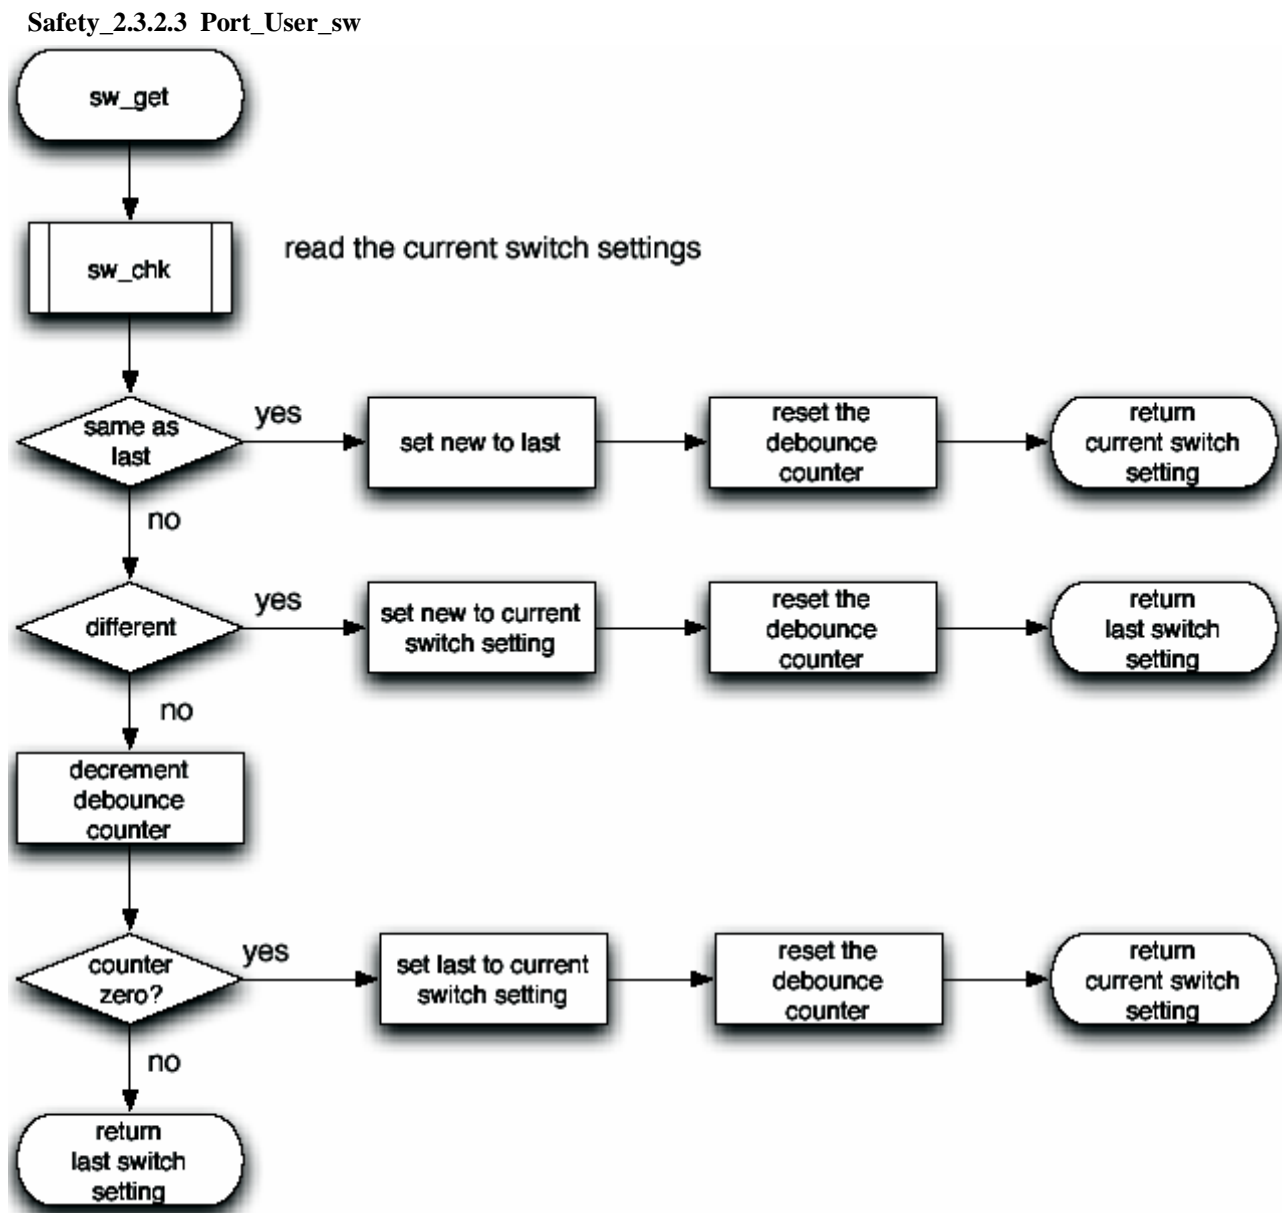 Safety_2.3.2.3 Port_User_sw
sw_get
sw_chk
read the current switch settings
same as
last
yes
set new to last
reset the
debounce
counter
return
current switch
setting
no
different
yes
set new to current
switch setting
reset the
debounce
counter
return
last switch
setting
no
decrement
debounce
counter
counter
zero?
yes
set last to current
switch setting
reset the
debounce
counter
return
current switch
setting
no
return
last switch
setting